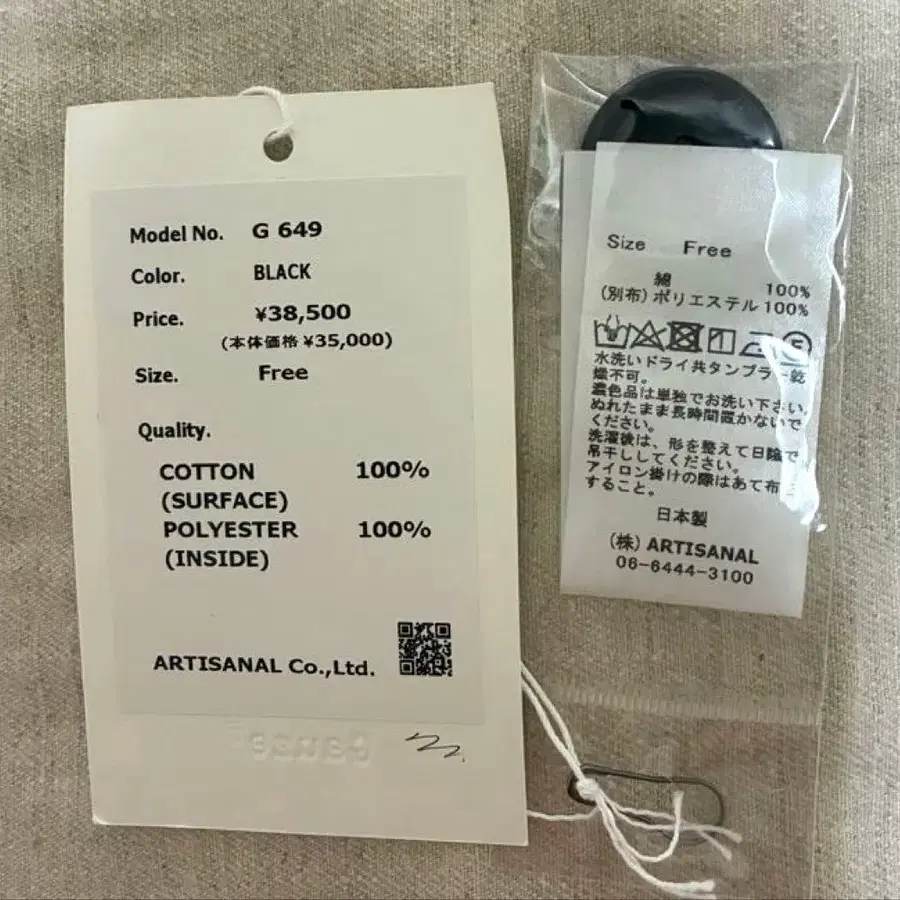 Model No. G 649
Color. BLACK
Price. ¥38,500
(本体価格 ¥35,000)
Size. Free
Quality.
COTTON 100%
(SURFACE)
POLYESTER 100%
(INSIDE)
ARTISANAL Co.,Ltd.
Size Free
綿 100%
(別布) ポリエステル 100%
水洗いドライ共タンブラー乾
燥不可。
濃色品は単独でお洗い下さい。
ぬれたまま長時間置かないで
ください。
洗濯後は、形を整えて日陰で
吊干ししてください。
アイロン掛けの際はあて布
すること。
日本製
(株) ARTISANAL
06-6444-3100